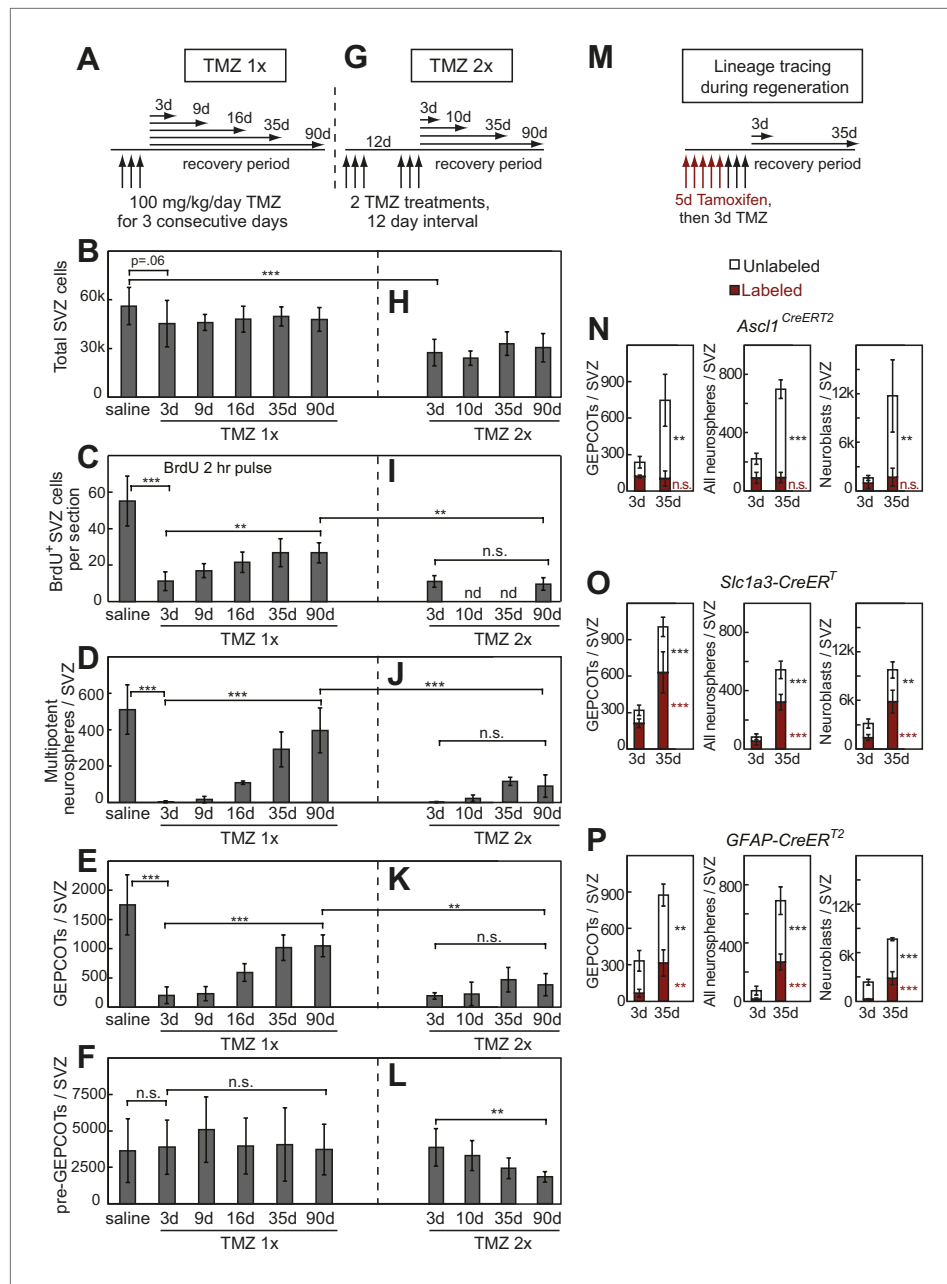 A
TMZ 1x
3d
9d
16d
35d
90d
recovery period
100 mg/kg/day TMZ
for 3 consecutive days
G
TMZ 2x
12d
3d
10d
35d
90d
recovery period
2 TMZ treatments,
12 day interval
M
Lineage tracing
during regeneration
3d
35d
recovery period
5d Tamoxifen,
then 3d TMZ
B
Total SVZ cells
60k
30k
0
p=.06
***
saline 3d 9d 16d 35d 90d
TMZ 1x
H
3d 10d 35d 90d
TMZ 2x
C
BrdU+ SVZ cells
per section
60
40
20
0
BrdU 2 hr pulse
***
**
**
saline 3d 9d 16d 35d 90d
TMZ 1x
I
n.s.
nd nd
3d 10d 35d 90d
TMZ 2x
D
Multipotent
neurospheres / SVZ
600
400
200
0
***
***
***
saline 3d 9d 16d 35d 90d
TMZ 1x
J
n.s.
3d 10d 35d 90d
TMZ 2x
E
GEPCOTs / SVZ
2000
1500
1000
500
0
***
***
**
saline 3d 9d 16d 35d 90d
TMZ 1x
K
n.s.
3d 10d 35d 90d
TMZ 2x
F
pre-GEPCOTs / SVZ
7500
5000
2500
0
n.s.
n.s.
saline 3d 9d 16d 35d 90d
TMZ 1x
L
**
3d 10d 35d 90d
TMZ 2x
Unlabeled
Labeled
N
Ascl1CreERT2
GEPCOTs / SVZ
900
600
300
0
**
n.s.
3d 35d
All neurospheres / SVZ
800
400
0
***
n.s.
3d 35d
Neuroblasts / SVZ
12k
6k
0
**
n.s.
3d 35d
O
Slc1a3-CreERT
GEPCOTs / SVZ
900
600
300
0
***
***
3d 35d
All neurospheres / SVZ
800
400
0
***
***
3d 35d
Neuroblasts / SVZ
12k
6k
0
**
***
3d 35d
P
GFAP-CreERT2
GEPCOTs / SVZ
900
600
300
0
**
**
3d 35d
All neurospheres / SVZ
800
400
0
***
***
3d 35d
Neuroblasts / SVZ
12k
6k
0
***
***
3d 35d